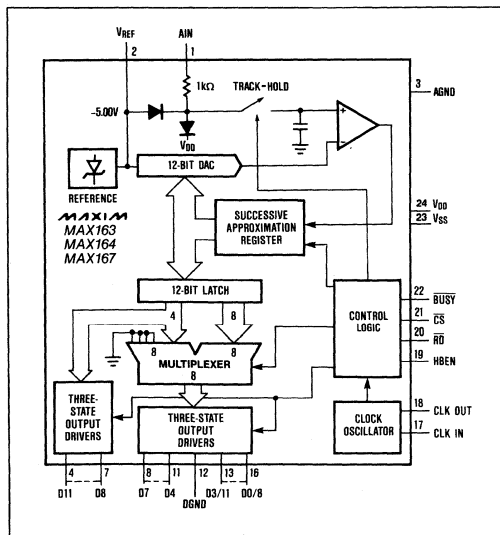 VREF AIN
2 1
3
AGND
1kΩ TRACK-HOLD
-5.00V
+
VDD
-
12-BIT DAC
REFERENCE
MAXIM
MAX163
MAX164
MAX167
24 VDD
23 VSS
SUCCESSIVE
APPROXIMATION
REGISTER
12-BIT LATCH
4 8
8 8
MULTIPLEXER
8
CONTROL
LOGIC
22 BUSY
21 CS
20 RD
19 HBEN
THREE-STATE
OUTPUT
DRIVERS
THREE-STATE
OUTPUT
DRIVERS
CLOCK
OSCILLATOR
18 CLK OUT
17 CLK IN
4 7 8 11 12 13 16
D11 D8 D7 D4 D3/11 D0/8
DGND